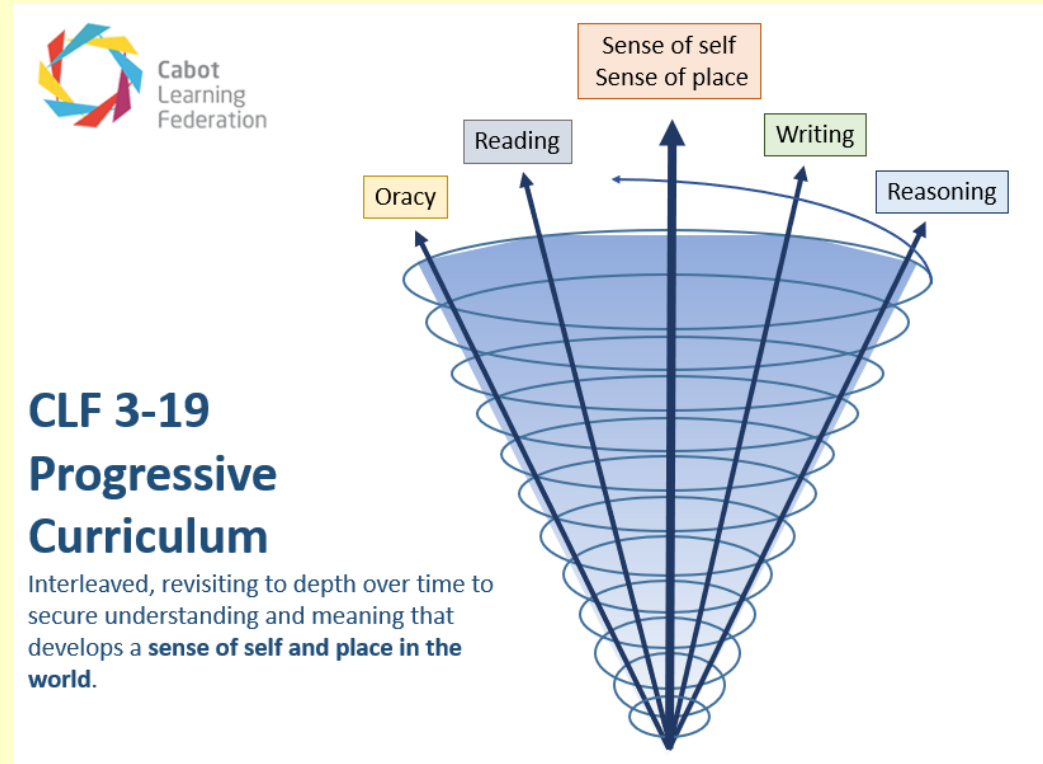 Cabot
Learning
Federation
Sense of self
Sense of place
Reading
Writing
Oracy
Reasoning
CLF 3-19
Progressive
Curriculum
Interleaved, revisiting to depth over time to
secure understanding and meaning that
develops a sense of self and place in the
world.